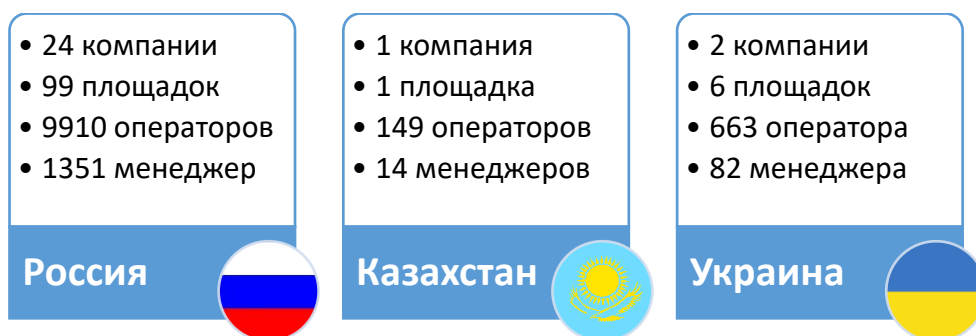 • 24 компании
• 99 площадок
• 9910 операторов
• 1351 менеджер
Россия
• 1 компания
• 1 площадка
• 149 операторов
• 14 менеджеров
Казахстан
• 2 компании
• 6 площадок
• 663 оператора
• 82 менеджера
Украина